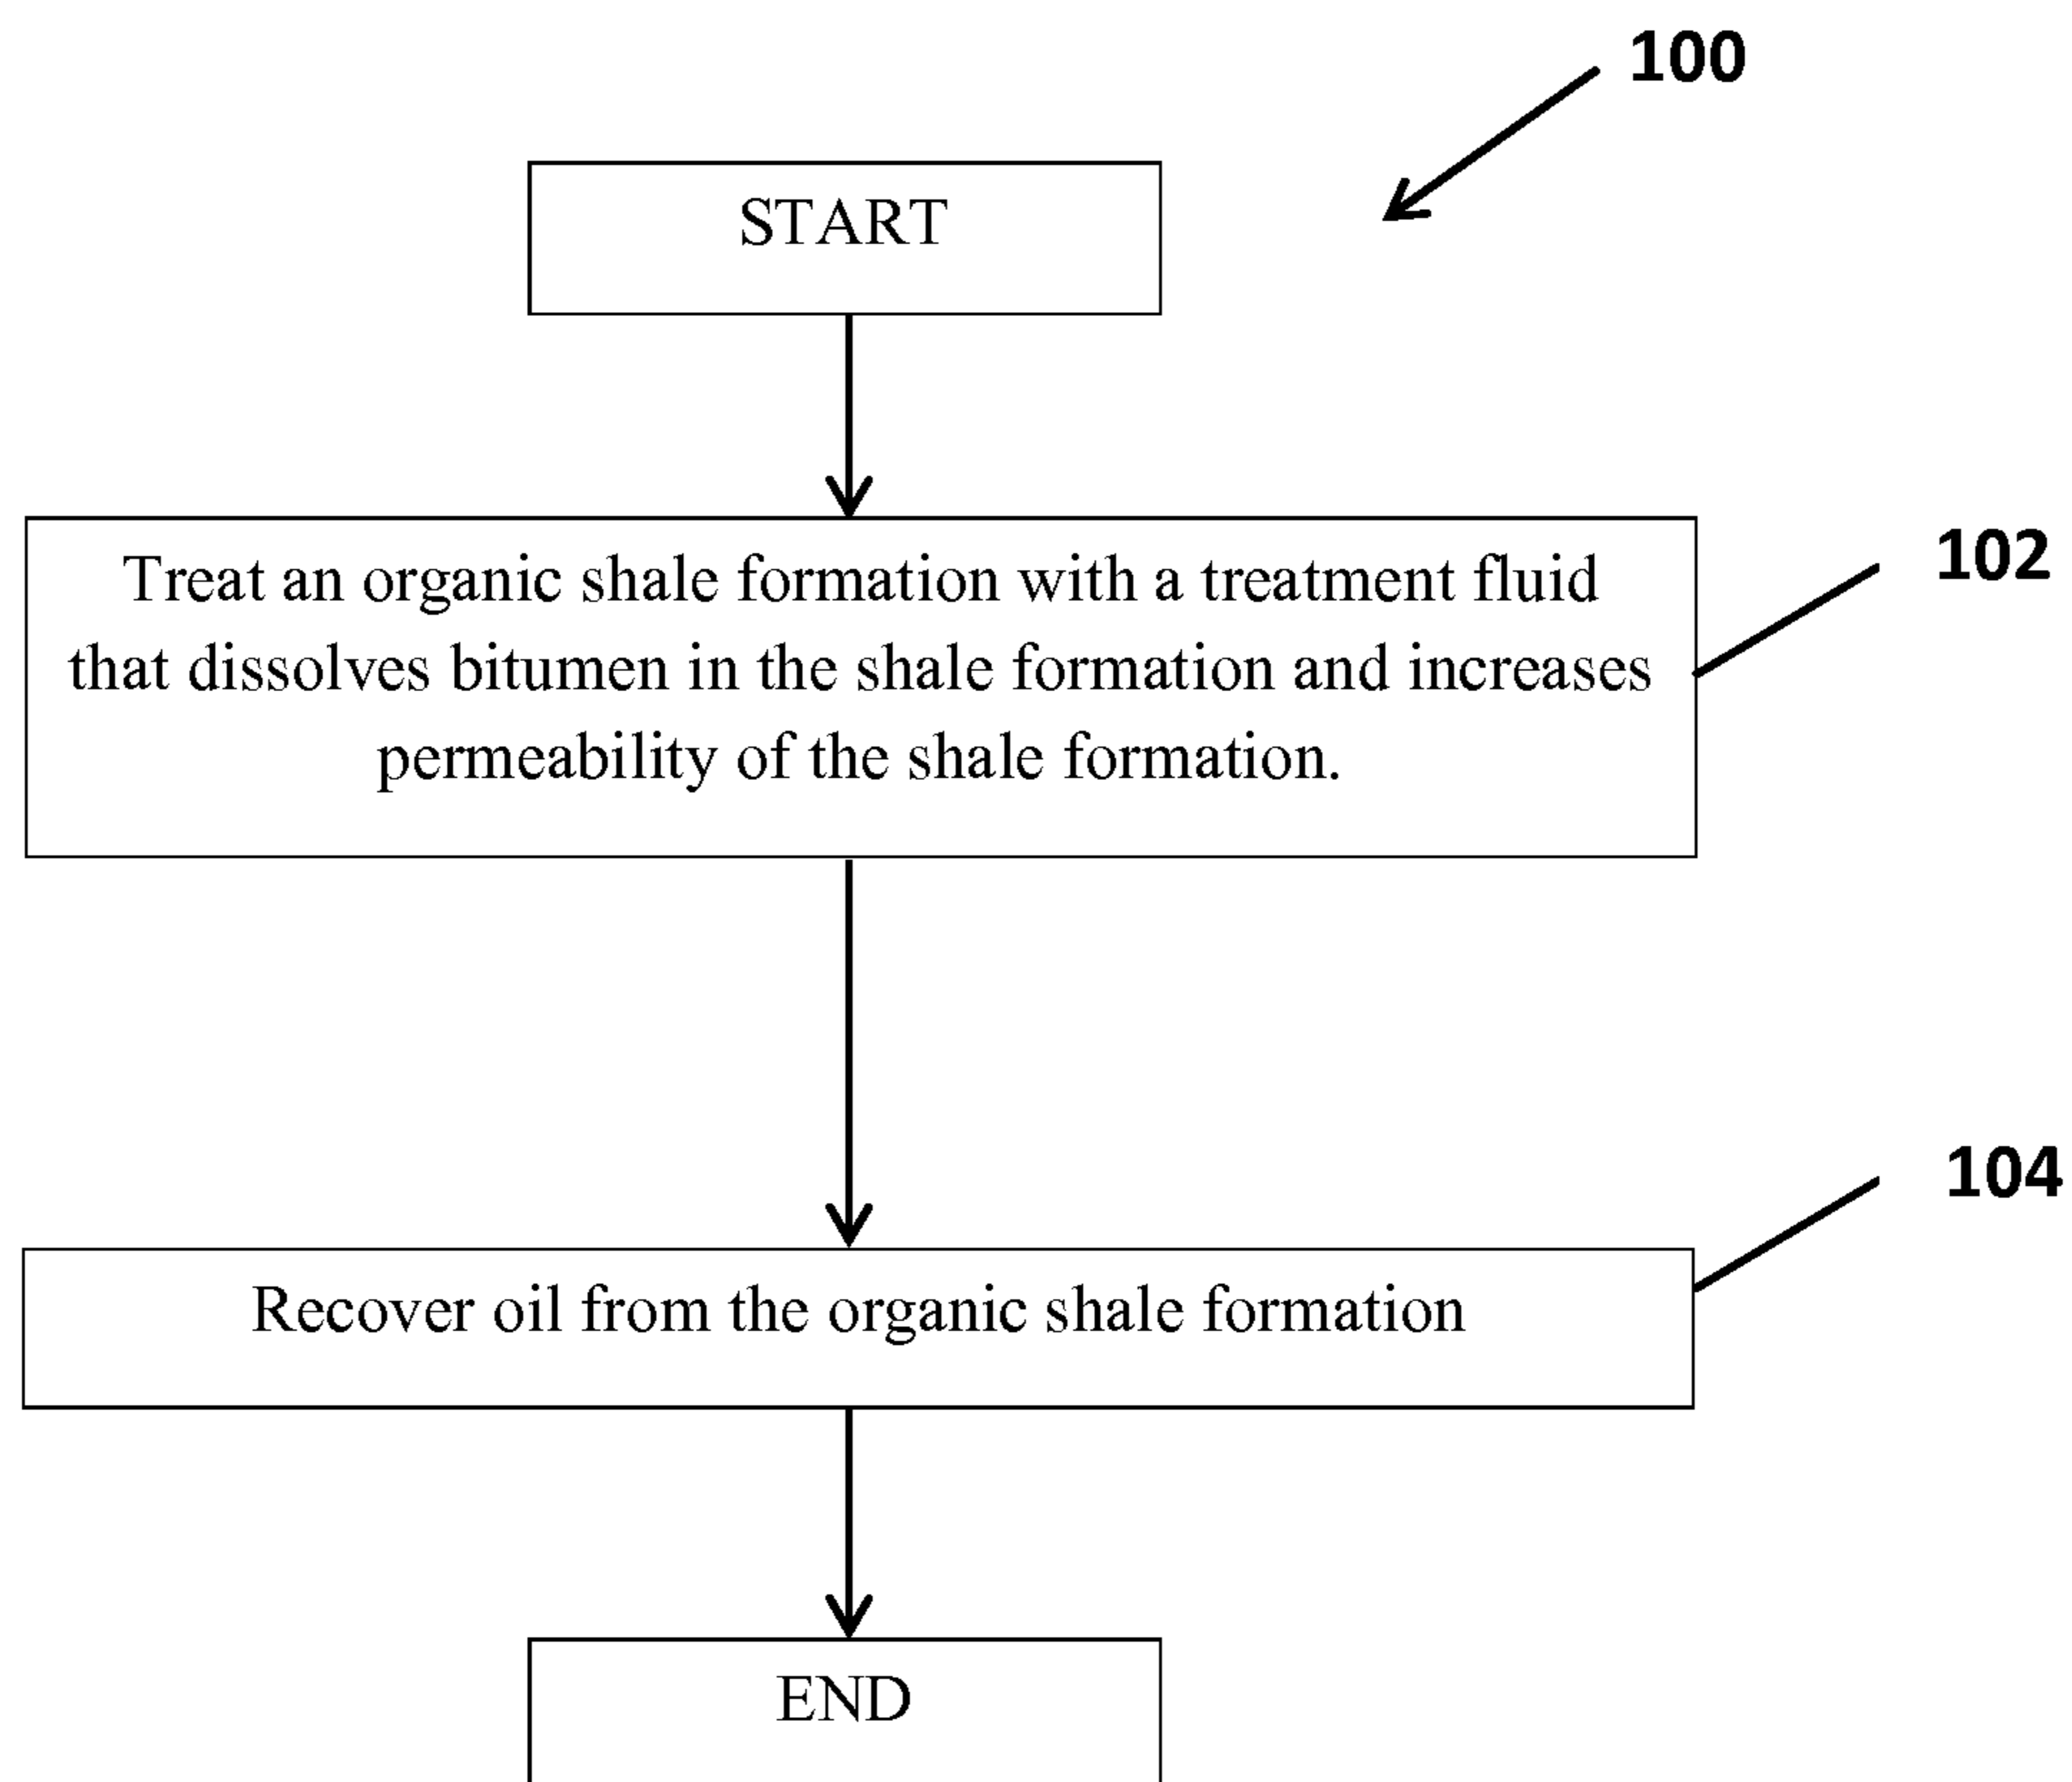 100
START
102
Treat an organic shale formation with a treatment fluid
that dissolves bitumen in the shale formation and increases
permeability of the shale formation.
104
Recover oil from the organic shale formation
END